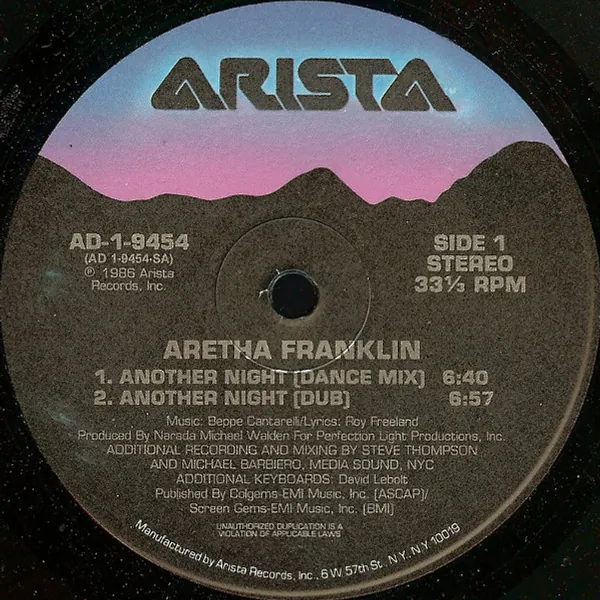 ARISTA
AD-1-9454
(AD 1-9454-SA)
℗ 1986 Arista
Records, Inc.
SIDE 1
STEREO
33⅓ RPM
ARETHA FRANKLIN
1. ANOTHER NIGHT [DANCE MIX] 6:40
2. ANOTHER NIGHT [DUB] 6:57
Music: Beppe Cantarelli/Lyrics: Roy Freeland
Produced By Narada Michael Walden For Perfection Light Productions, Inc.
ADDITIONAL RECORDING AND MIXING BY STEVE THOMPSON
AND MICHAEL BARBIERO, MEDIA SOUND, NYC
ADDITIONAL KEYBOARDS: David Lebolt
Published By Colgems-EMI Music, Inc. [ASCAP]/
Screen Gems-EMI Music, Inc. [BMI]
UNAUTHORIZED DUPLICATION IS A
VIOLATION OF APPLICABLE LAWS
Manufactured by Arista Records, Inc., 6 W 57th St., N.Y., N.Y 10019